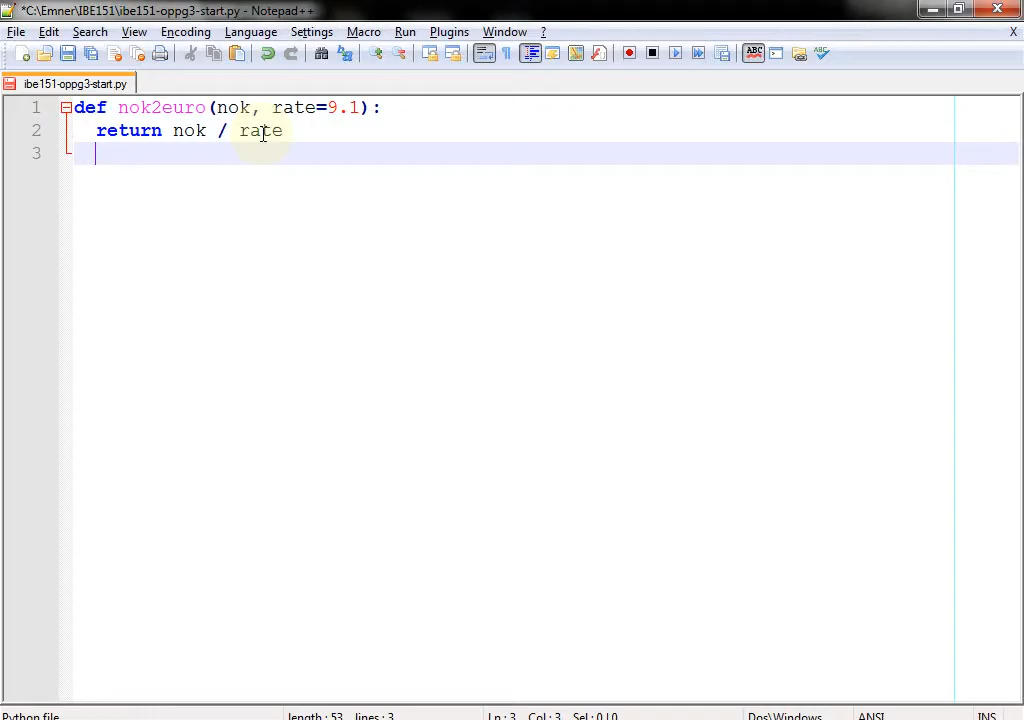 *C:\Emner\IBE151\ibe151-oppg3-start.py - Notepad++
File Edit Search View Encoding Language Settings Macro Run Plugins Window ? X
ibe151-oppg3-start.py
1 def nok2euro(nok, rate=9.1):
2 return nok / rate
3
Python file length : 53 lines : 3 Ln : 3 Col : 3 Sel : 0 | 0 Dos\Windows ANSI INS